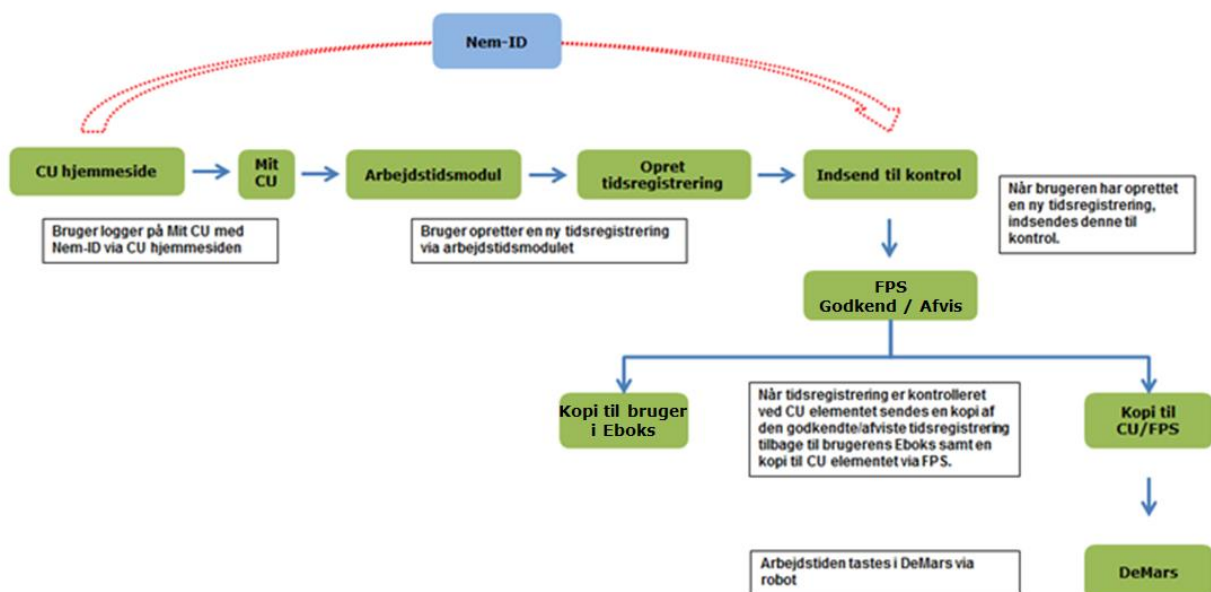 Nem-ID
CU hjemmeside
Mit
CU
Arbejdstidsmodul
Opret
tidsregistrering
Indsend til kontrol
Bruger logger på Mit CU med
Nem-ID via CU hjemmesiden
Bruger opretter en ny tidsregistrering
via arbejdstidsmodulet
Når brugeren har oprettet
en ny tidsregistrering,
indsendes denne til
kontrol.
FPS
Godkend / Afvis
Kopi til bruger
i Eboks
Når tidsregistrering er kontrolleret
ved CU elementet sendes en kopi af
den godkendte/afviste tidsregistrering
tilbage til brugerens Eboks samt en
kopi til CU elementet via FPS.
Kopi til
CU/FPS
Arbejdstiden tastes i DeMars via
robot
DeMars